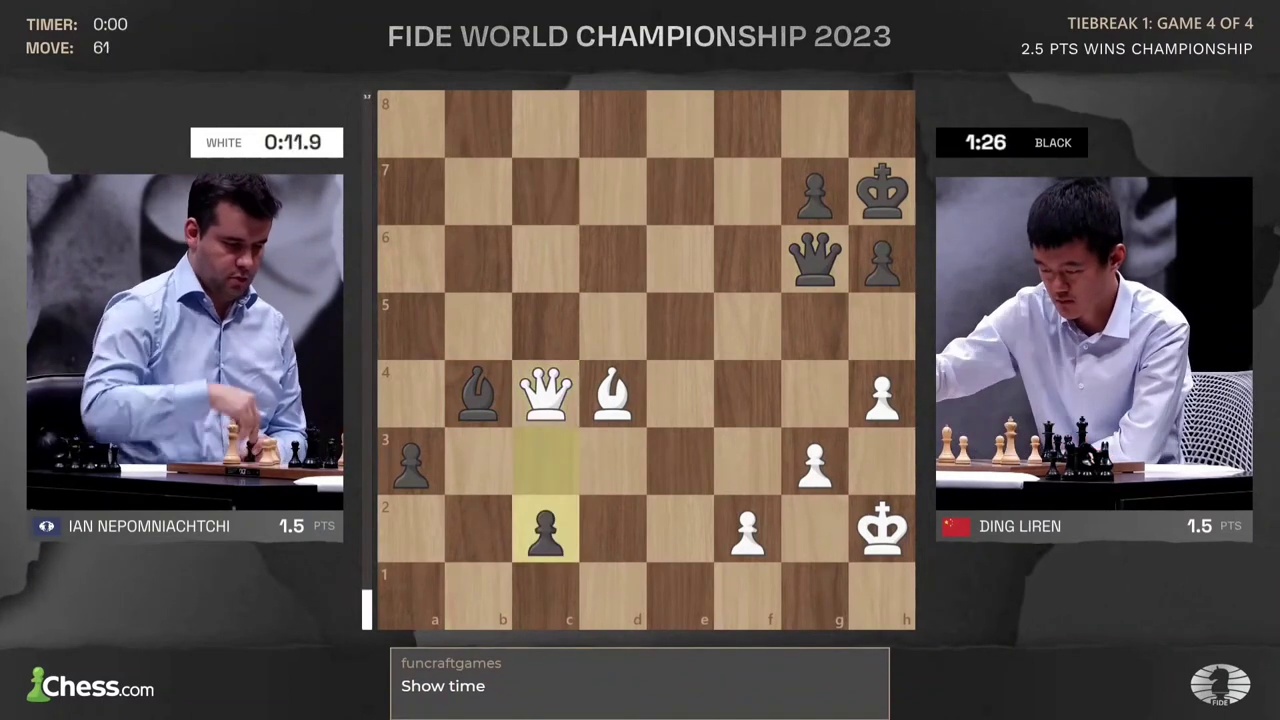 TIMER: 0:00
MOVE: 61
FIDE WORLD CHAMPIONSHIP 2023
TIEBREAK 1: GAME 4 OF 4
2.5 PTS WINS CHAMPIONSHIP
WHITE 0:11.9
1:26 BLACK
8
7
6
5
4
3
2
1
a b c d e f g h
IAN NEPOMNIACHTCHI 1.5 PTS
DING LIREN 1.5 PTS
funcraftgames
Show time
Chess.com
FIDE